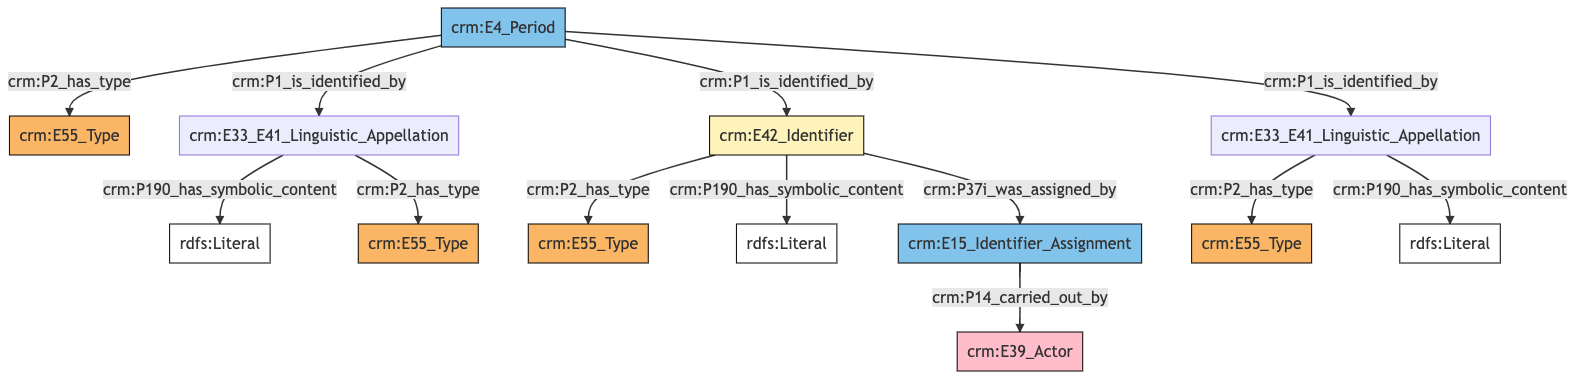 crm:E4_Period
crm:P2_has_type
crm:P1_is_identified_by
crm:P1_is_identified_by
crm:P1_is_identified_by
crm:E55_Type
crm:E33_E41_Linguistic_Appellation
crm:E42_Identifier
crm:E33_E41_Linguistic_Appellation
crm:P190_has_symbolic_content
crm:P2_has_type
crm:P2_has_type
crm:P190_has_symbolic_content
crm:P37i_was_assigned_by
crm:P2_has_type
crm:P190_has_symbolic_content
rdfs:Literal
crm:E55_Type
crm:E55_Type
rdfs:Literal
crm:E15_Identifier_Assignment
crm:E55_Type
rdfs:Literal
crm:P14_carried_out_by
crm:E39_Actor